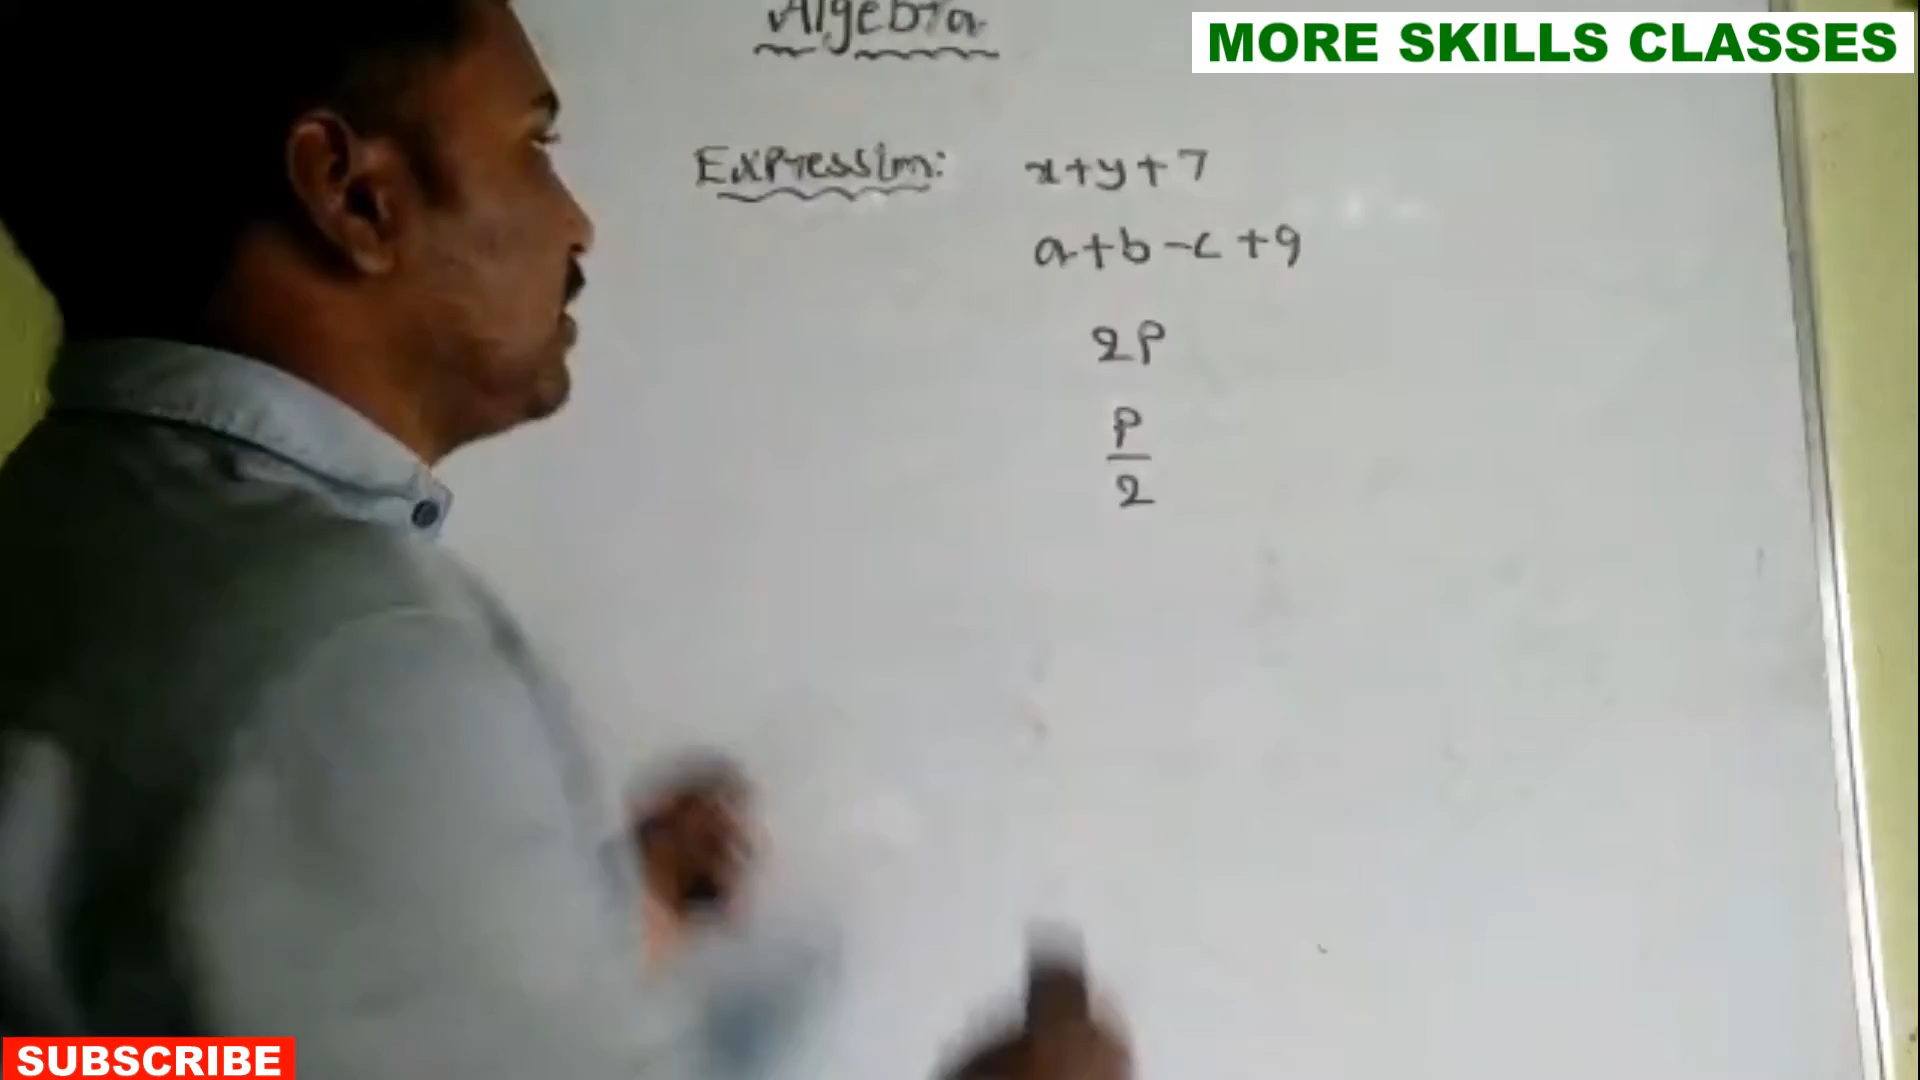 Algebra
MORE SKILLS CLASSES
Expression: x+y+7
a+b-c+9
2P
P
2
SUBSCRIBE